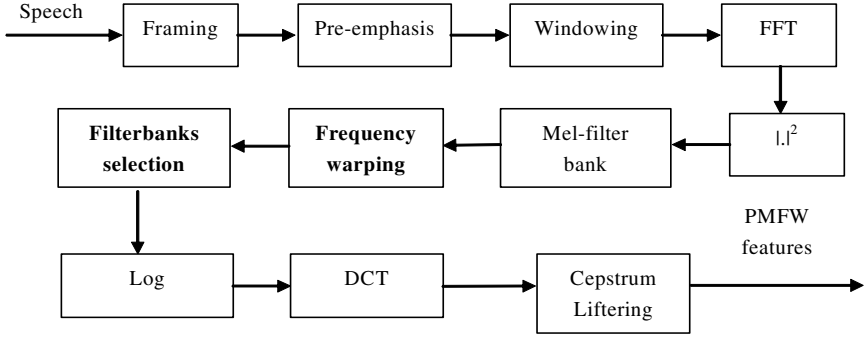 Speech
Framing
Pre-emphasis
Windowing
FFT
|.|²
Mel-filter
bank
Frequency
warping
Filterbanks
selection
Log
DCT
Cepstrum
Liftering
PMFW
features